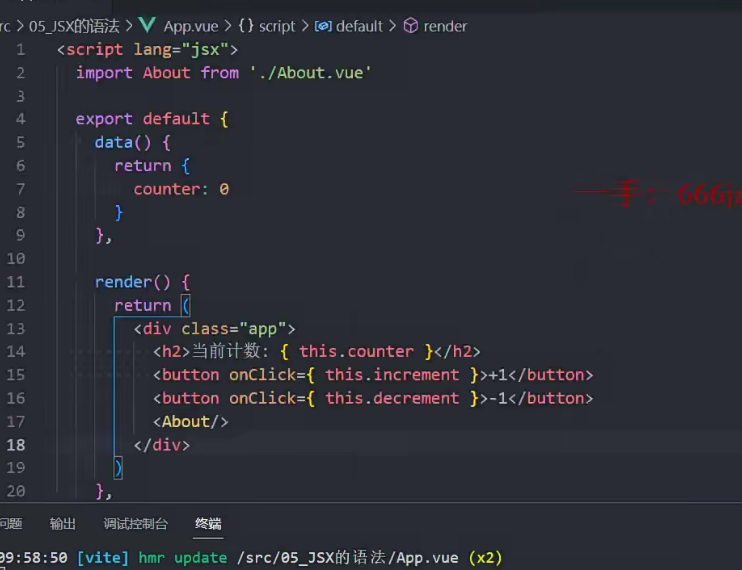 rc > 05_JSX的语法 > App.vue > {} script > default > render
1 <script lang="jsx">
2 import About from './About.vue'
3
4 export default {
5 data() {
6 return {
7 counter: 0
8 }
9 },
10
11 render() {
12 return (
13 <div class="app">
14 <h2>当前计数: { this.counter }</h2>
15 <button onClick={ this.increment }>+1</button>
16 <button onClick={ this.decrement }>-1</button>
17 <About/>
18 </div>
19 )
20 },
一手: 666j
问题 输出 调试控制台 终端
09:58:50 [vite] hmr update /src/05_JSX的语法/App.vue (x2)